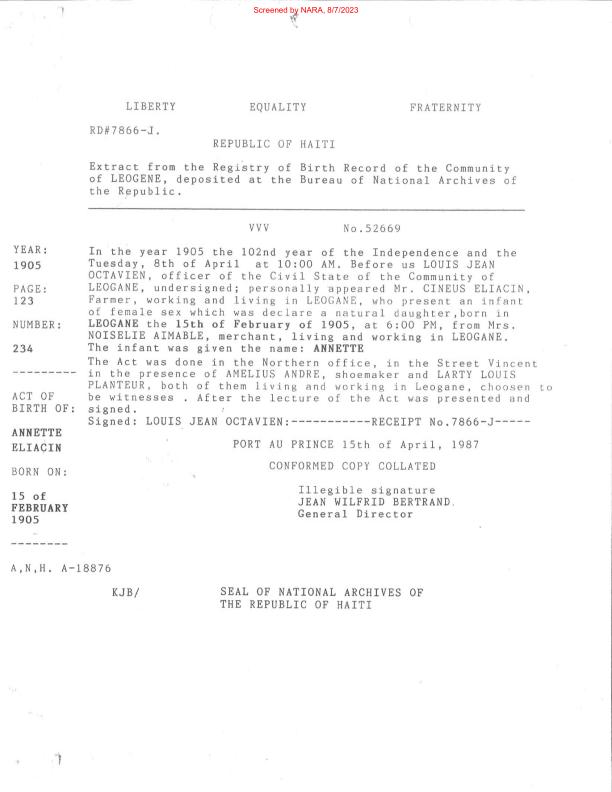 Screened by NARA, 8/7/2023
LIBERTY EQUALITY FRATERNITY
RD#7866-J.
REPUBLIC OF HAITI
Extract from the Registry of Birth Record of the Community
of LEOGENE, deposited at the Bureau of National Archives of
the Republic.
VVV No.52669
YEAR:
1905
PAGE:
123
NUMBER:
234
---------
ACT OF
BIRTH OF:
ANNETTE
ELIACIN
BORN ON:
15 of
FEBRUARY
1905
--------
In the year 1905 the 102nd year of the Independence and the
Tuesday, 8th of April at 10:00 AM. Before us LOUIS JEAN
OCTAVIEN, officer of the Civil State of the Community of
LEOGANE, undersigned; personally appeared Mr. CINEUS ELIACIN,
Farmer, working and living in LEOGANE, who present an infant
of female sex which was declare a natural daughter,born in
LEOGANE the 15th of February of 1905, at 6:00 PM, from Mrs.
NOISELIE AIMABLE, merchant, living and working in LEOGANE.
The infant was given the name: ANNETTE
The Act was done in the Northern office, in the Street Vincent
in the presence of AMELIUS ANDRE, shoemaker and LARTY LOUIS
PLANTEUR, both of them living and working in Leogane, choosen to
be witnesses . After the lecture of the Act was presented and
signed.
Signed: LOUIS JEAN OCTAVIEN:-----------RECEIPT No.7866-J-----
PORT AU PRINCE 15th of April, 1987
CONFORMED COPY COLLATED
Illegible signature
JEAN WILFRID BERTRAND.
General Director
A,N,H. A-18876
KJB/ SEAL OF NATIONAL ARCHIVES OF
THE REPUBLIC OF HAITI